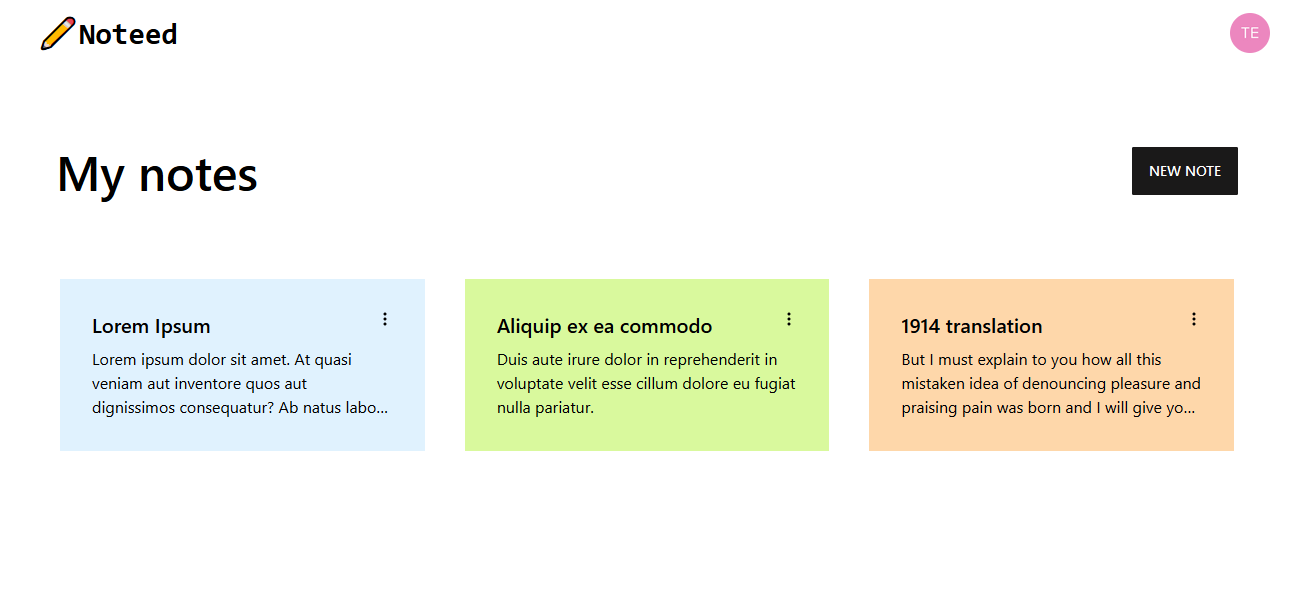 Noteed
TE
My notes
NEW NOTE
Lorem Ipsum
Lorem ipsum dolor sit amet. At quasi
veniam aut inventore quos aut
dignissimos consequatur? Ab natus labo...
Aliquip ex ea commodo
Duis aute irure dolor in reprehenderit in
voluptate velit esse cillum dolore eu fugiat
nulla pariatur.
1914 translation
But I must explain to you how all this
mistaken idea of denouncing pleasure and
praising pain was born and I will give yo...